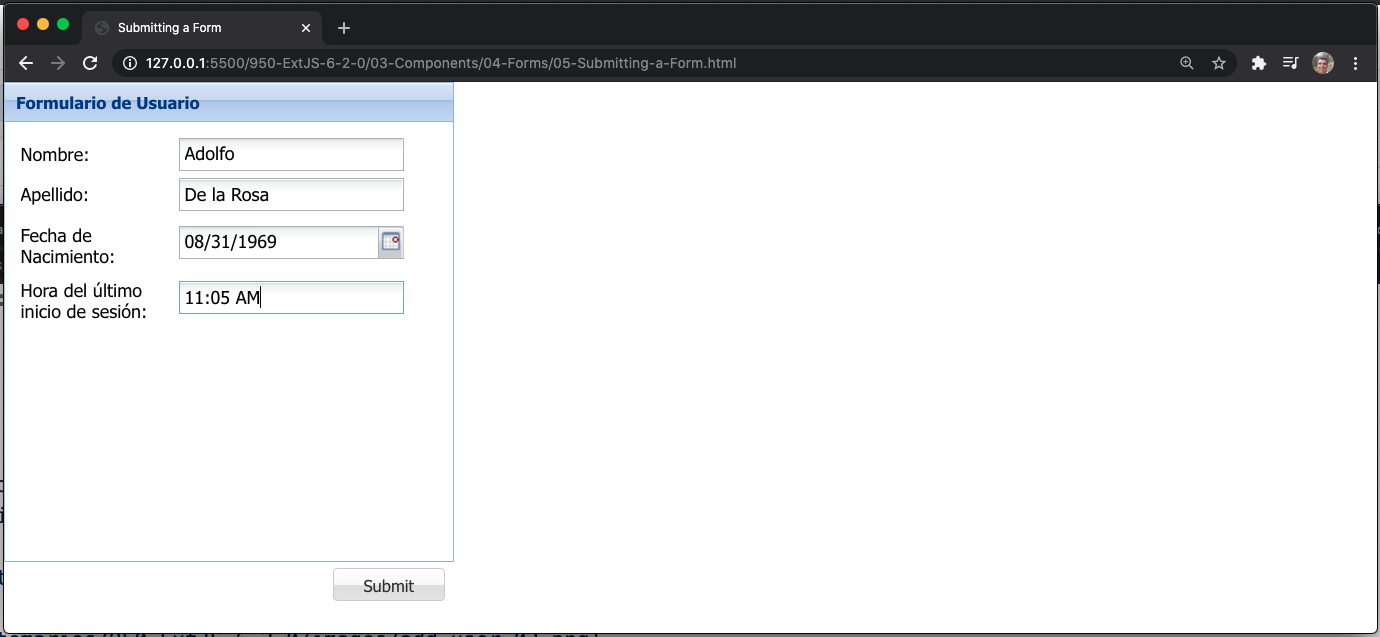 Submitting a Form
127.0.0.1:5500/950-ExtJS-6-2-0/03-Components/04-Forms/05-Submitting-a-Form.html
Formulario de Usuario
Nombre: Adolfo
Apellido: De la Rosa
Fecha de
Nacimiento: 08/31/1969
Hora del último
inicio de sesión: 11:05 AM
Submit